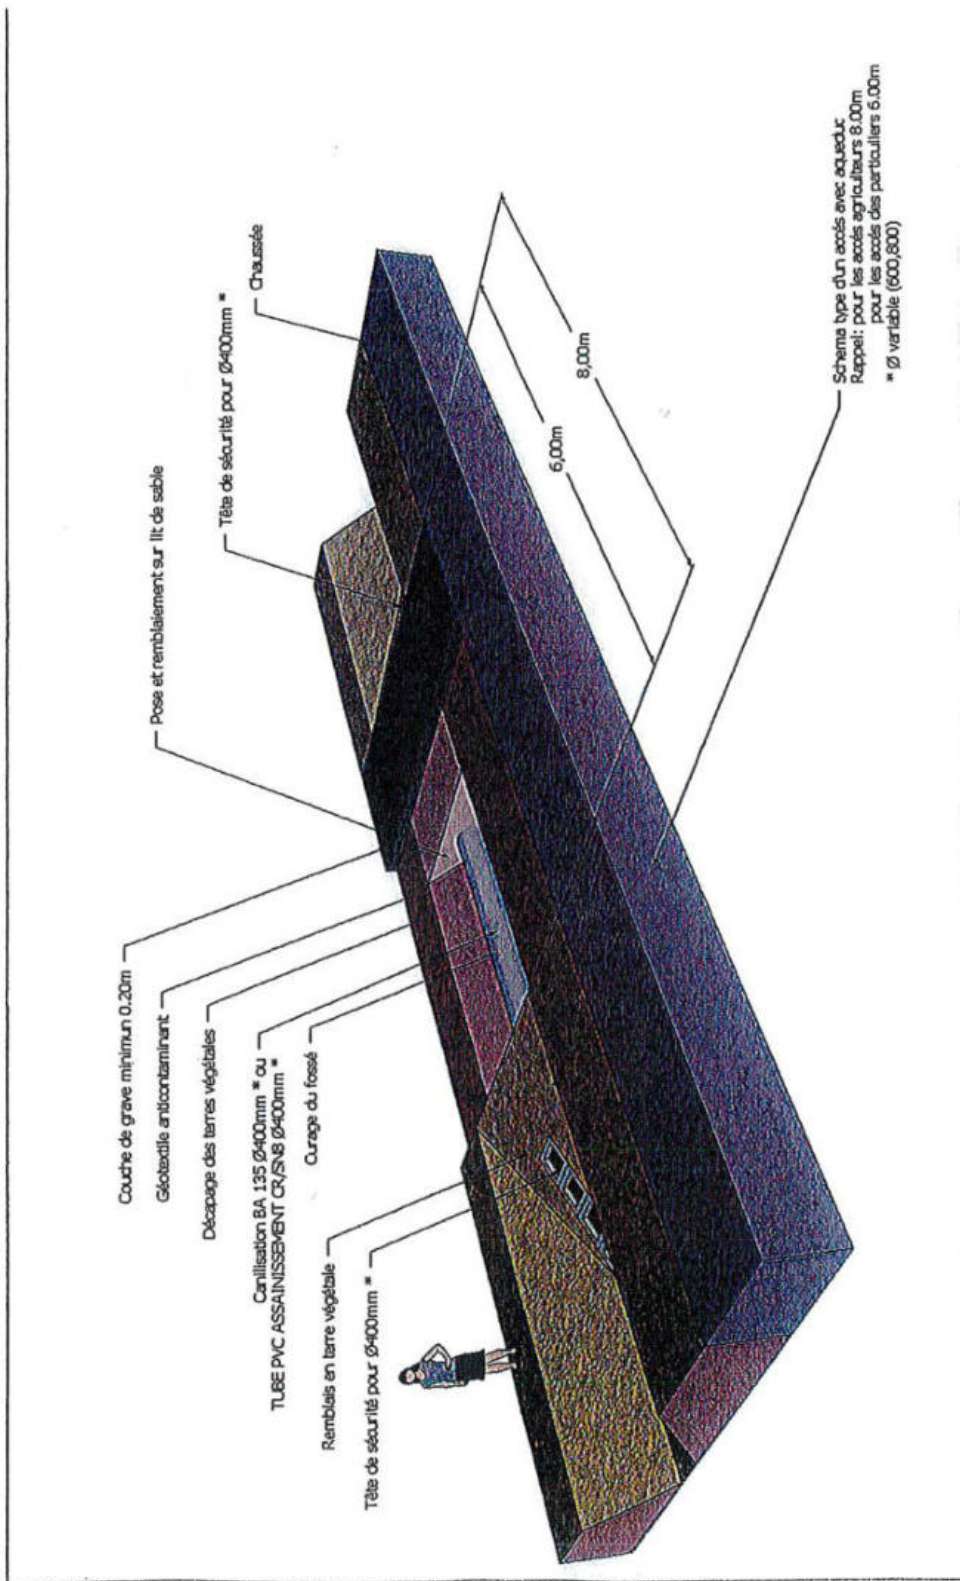 Couche de grave minimun 0.20m
Géotextile anticontaminant
Décapage des terres végétales
Canilisation BA 135 Ø400mm * ou
TUBE PVC ASSAINISSEMENT CR/SN8 Ø400mm *
Curage du fossé
Remblais en terre végétale
Tête de sécurité pour Ø400mm *
Pose et remblaiement sur lit de sable
Tête de sécurité pour Ø400mm *
Chaussée
6,00m
8,00m
Schema type d'un accés avec aqueduc
Rappel: pour les accés agriculteurs 8.00m
pour les accés des particuliers 6.00m
* Ø variable (600,800)